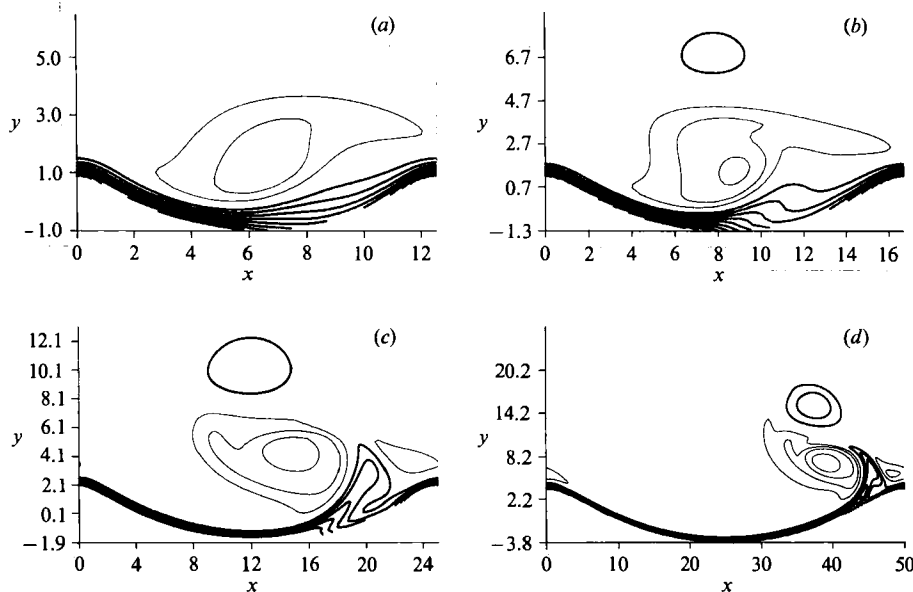 (a)
5.0
y 3.0
1.0
−1.0
0 2 4 6 8 10 12
x
(b)
6.7
4.7
y
2.7
0.7
−1.3
0 2 4 6 8 10 12 14 16
x
(c)
12.1
10.1
8.1
y
6.1
4.1
2.1
0.1
−1.9
0 4 8 12 16 20 24
x
(d)
20.2
14.2
y
8.2
2.2
−3.8
0 10 20 30 40 50
x